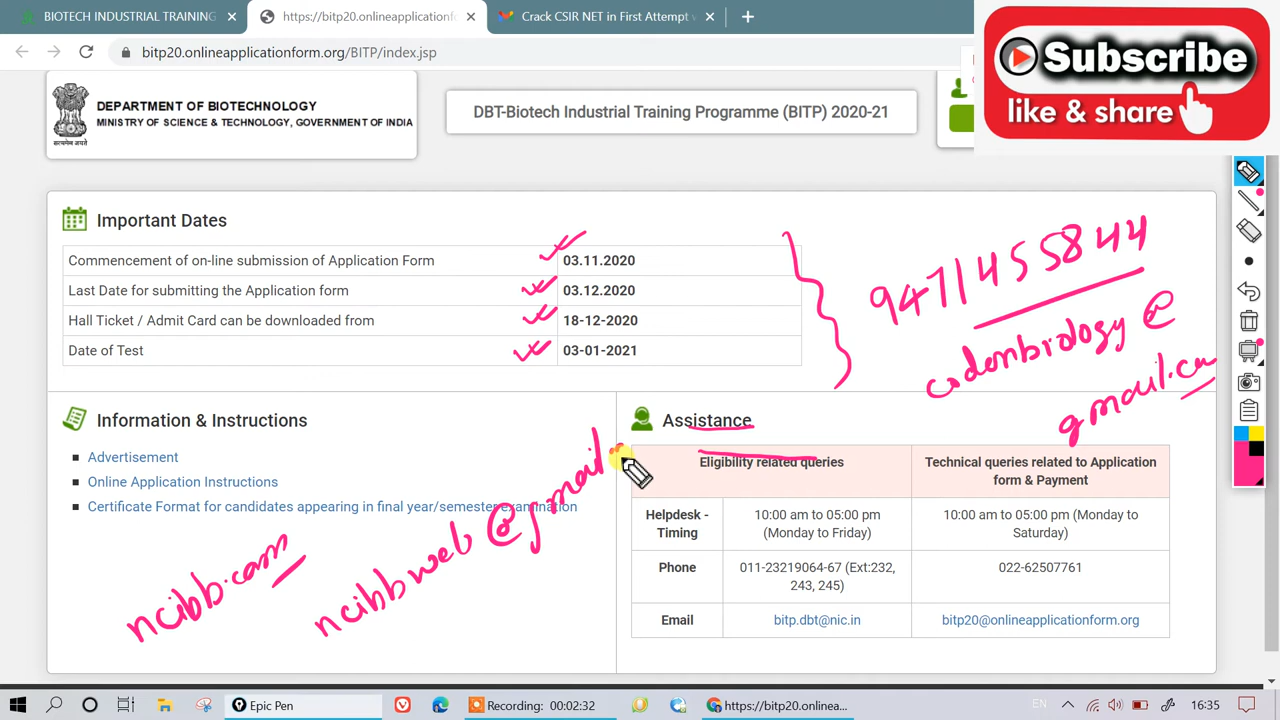 BIOTECH INDUSTRIAL TRAINING
https://bitp20.onlineapplicationf
Crack CSIR NET in First Attempt
bitp20.onlineapplicationform.org/BITP/index.jsp
Subscribe
like & share
DEPARTMENT OF BIOTECHNOLOGY
MINISTRY OF SCIENCE & TECHNOLOGY, GOVERNMENT OF INDIA
सत्यमेव जयते
DBT-Biotech Industrial Training Programme (BITP) 2020-21
Important Dates
Commencement of on-line submission of Application Form 03.11.2020
Last Date for submitting the Application form 03.12.2020
Hall Ticket / Admit Card can be downloaded from 18-12-2020
Date of Test 03-01-2021
9471455844
codonbiology@
gmail.com
Information & Instructions
Advertisement
Online Application Instructions
Certificate Format for candidates appearing in final year/semester examination
ncibb.com
ncibbweb@gmail
Assistance
Eligibility related queries
Technical queries related to Application
form & Payment
Helpdesk -
Timing
10:00 am to 05:00 pm
(Monday to Friday)
10:00 am to 05:00 pm (Monday to
Saturday)
Phone
011-23219064-67 (Ext:232,
243, 245)
022-62507761
Email
bitp.dbt@nic.in
bitp20@onlineapplicationform.org
Epic Pen
Recording: 00:02:32
https://bitp20.onlinea...
EN
16:35